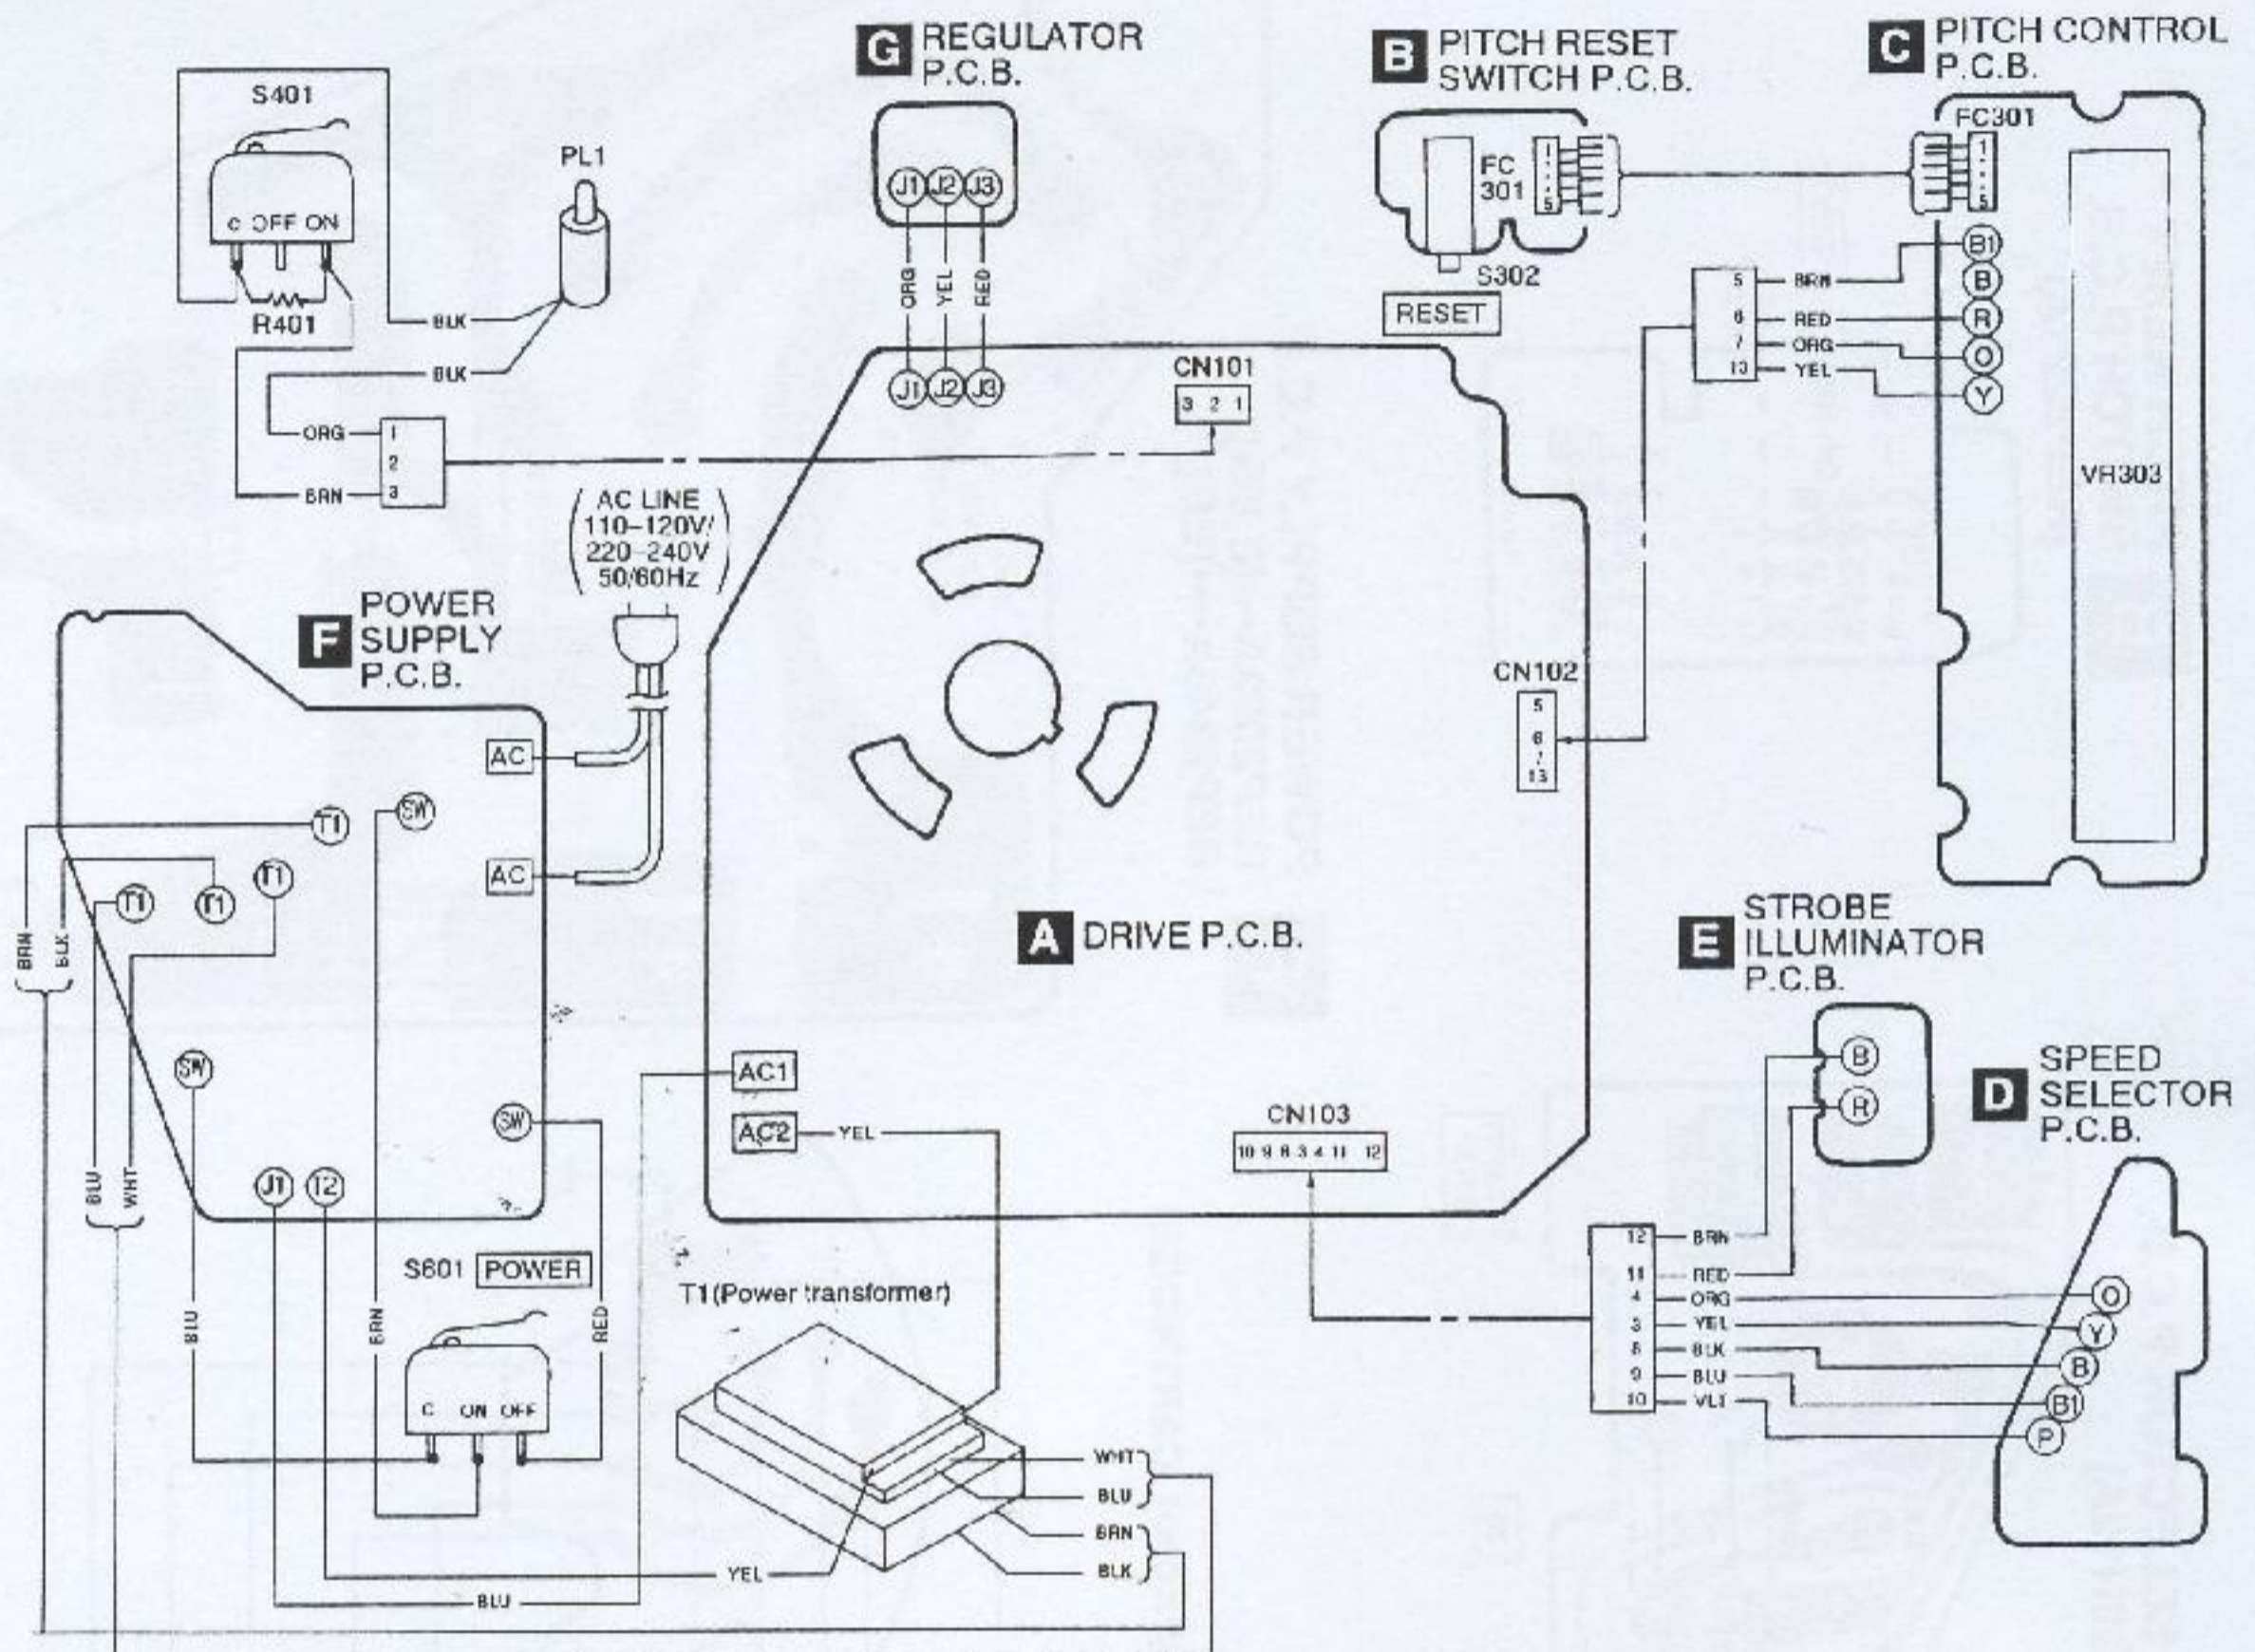 G REGULATOR
P.C.B.
B PITCH RESET
SWITCH P.C.B.
C PITCH CONTROL
P.C.B.
S401
C OFF ON
R401
PL1
BLK
BLK
ORG
BRN
1
2
3
J1 J2 J3
ORG YEL RED
J1 J2 J3
CN101
3 2 1
FC
301
1
5
S302
RESET
FC301
1
5
B1
B
R
O
Y
5 BRN
6 RED
7 ORG
13 YEL
VR303
AC LINE
110–120V/
220–240V
50/60Hz
F POWER
SUPPLY
P.C.B.
AC
AC
T1
SW
T1
T1
T1
BRN
BLK
BLU
WHT
SW
SW
J1
BLU
BRN
RED
A DRIVE P.C.B.
CN102
5
6
7
13
AC1
AC2 YEL
CN103
10 9 8 3 4 11 12
E STROBE
ILLUMINATOR
P.C.B.
B
R
D SPEED
SELECTOR
P.C.B.
12 BRN
11 RED
4 ORG
3 YEL
8 BLK
9 BLU
10 VLT
O
Y
B
B1
P
S601 POWER
C ON OFF
T1(Power transformer)
WHT
BLU
BRN
BLK
YEL
BLU